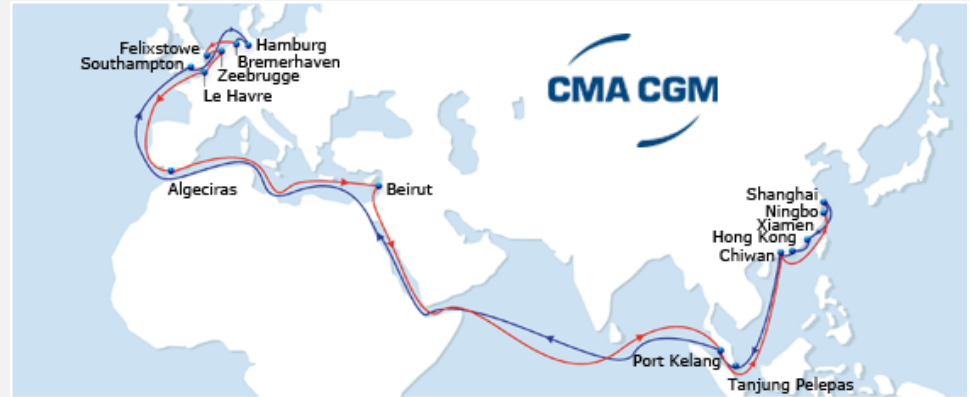 Felixstowe
Hamburg
Southampton
Bremerhaven
Zeebrugge
Le Havre
CMA CGM
Algeciras
Beirut
Shanghai
Ningbo
Xiamen
Hong Kong
Chiwan
Port Kelang
Tanjung Pelepas